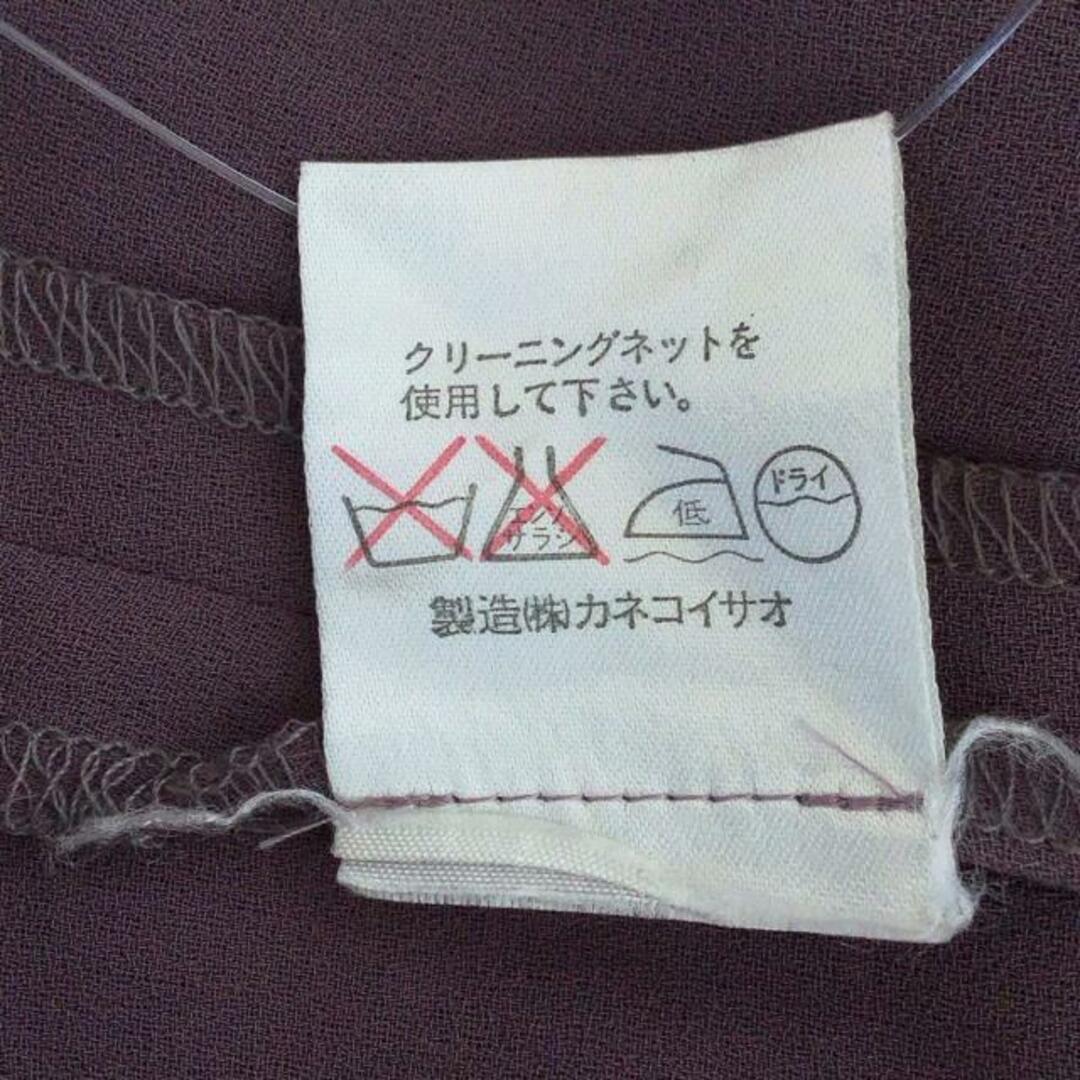 クリーニングネットを
使用して下さい。
エンソ サラシ 低 ドライ
製造(株)カネコイサオ